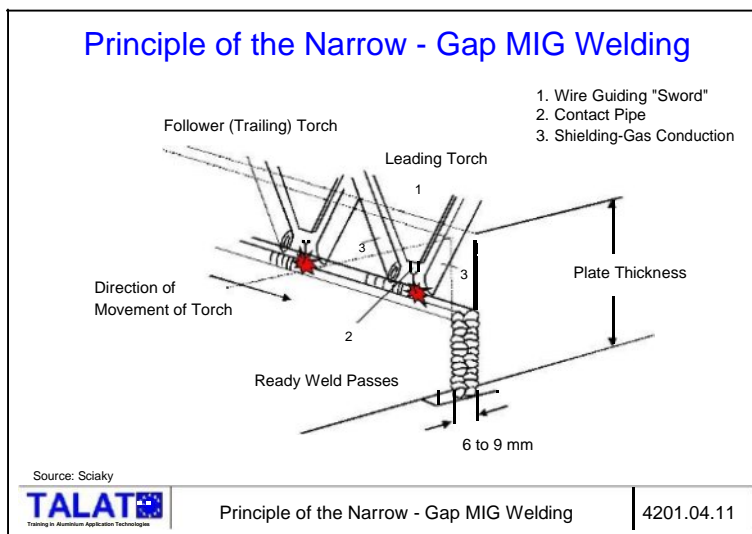 Principle of the Narrow - Gap MIG Welding
1. Wire Guiding "Sword"
2. Contact Pipe
3. Shielding-Gas Conduction
Follower (Trailing) Torch
Leading Torch
1
3
3
Plate Thickness
Direction of
Movement of Torch
2
Ready Weld Passes
6 to 9 mm
Source: Sciaky
TALAT
Training in Aluminium Application Technologies
Principle of the Narrow - Gap MIG Welding
4201.04.11